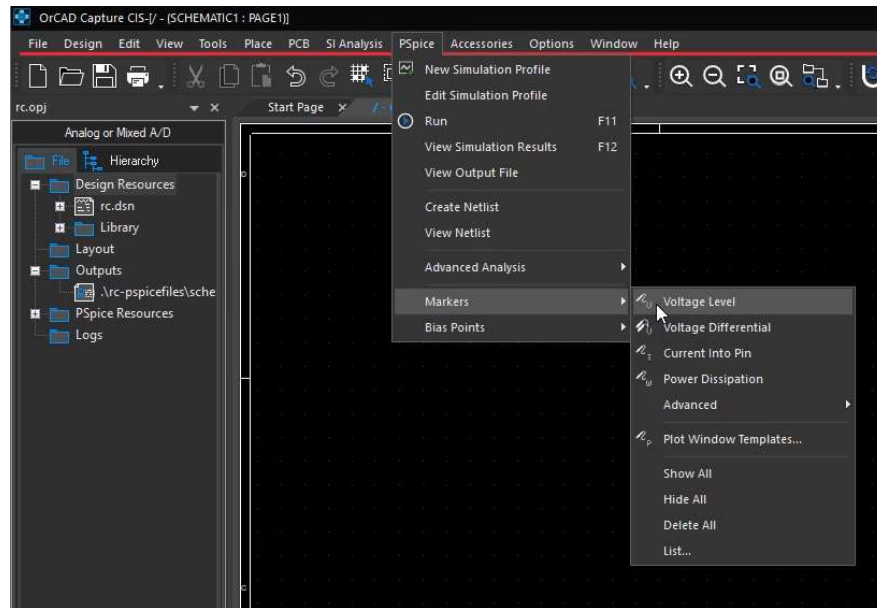 OrCAD Capture CIS-[/ - (SCHEMATIC1 : PAGE1)]
File Design Edit View Tools Place PCB SI Analysis PSpice Accessories Options Window Help
rc.opj
Start Page
Analog or Mixed A/D
File Hierarchy
Design Resources
rc.dsn
Library
Layout
Outputs
.\rc-pspicefiles\sche
PSpice Resources
Logs
New Simulation Profile
Edit Simulation Profile
Run F11
View Simulation Results F12
View Output File
Create Netlist
View Netlist
Advanced Analysis
Markers
Bias Points
Voltage Level
Voltage Differential
Current Into Pin
Power Dissipation
Advanced
Plot Window Templates...
Show All
Hide All
Delete All
List...